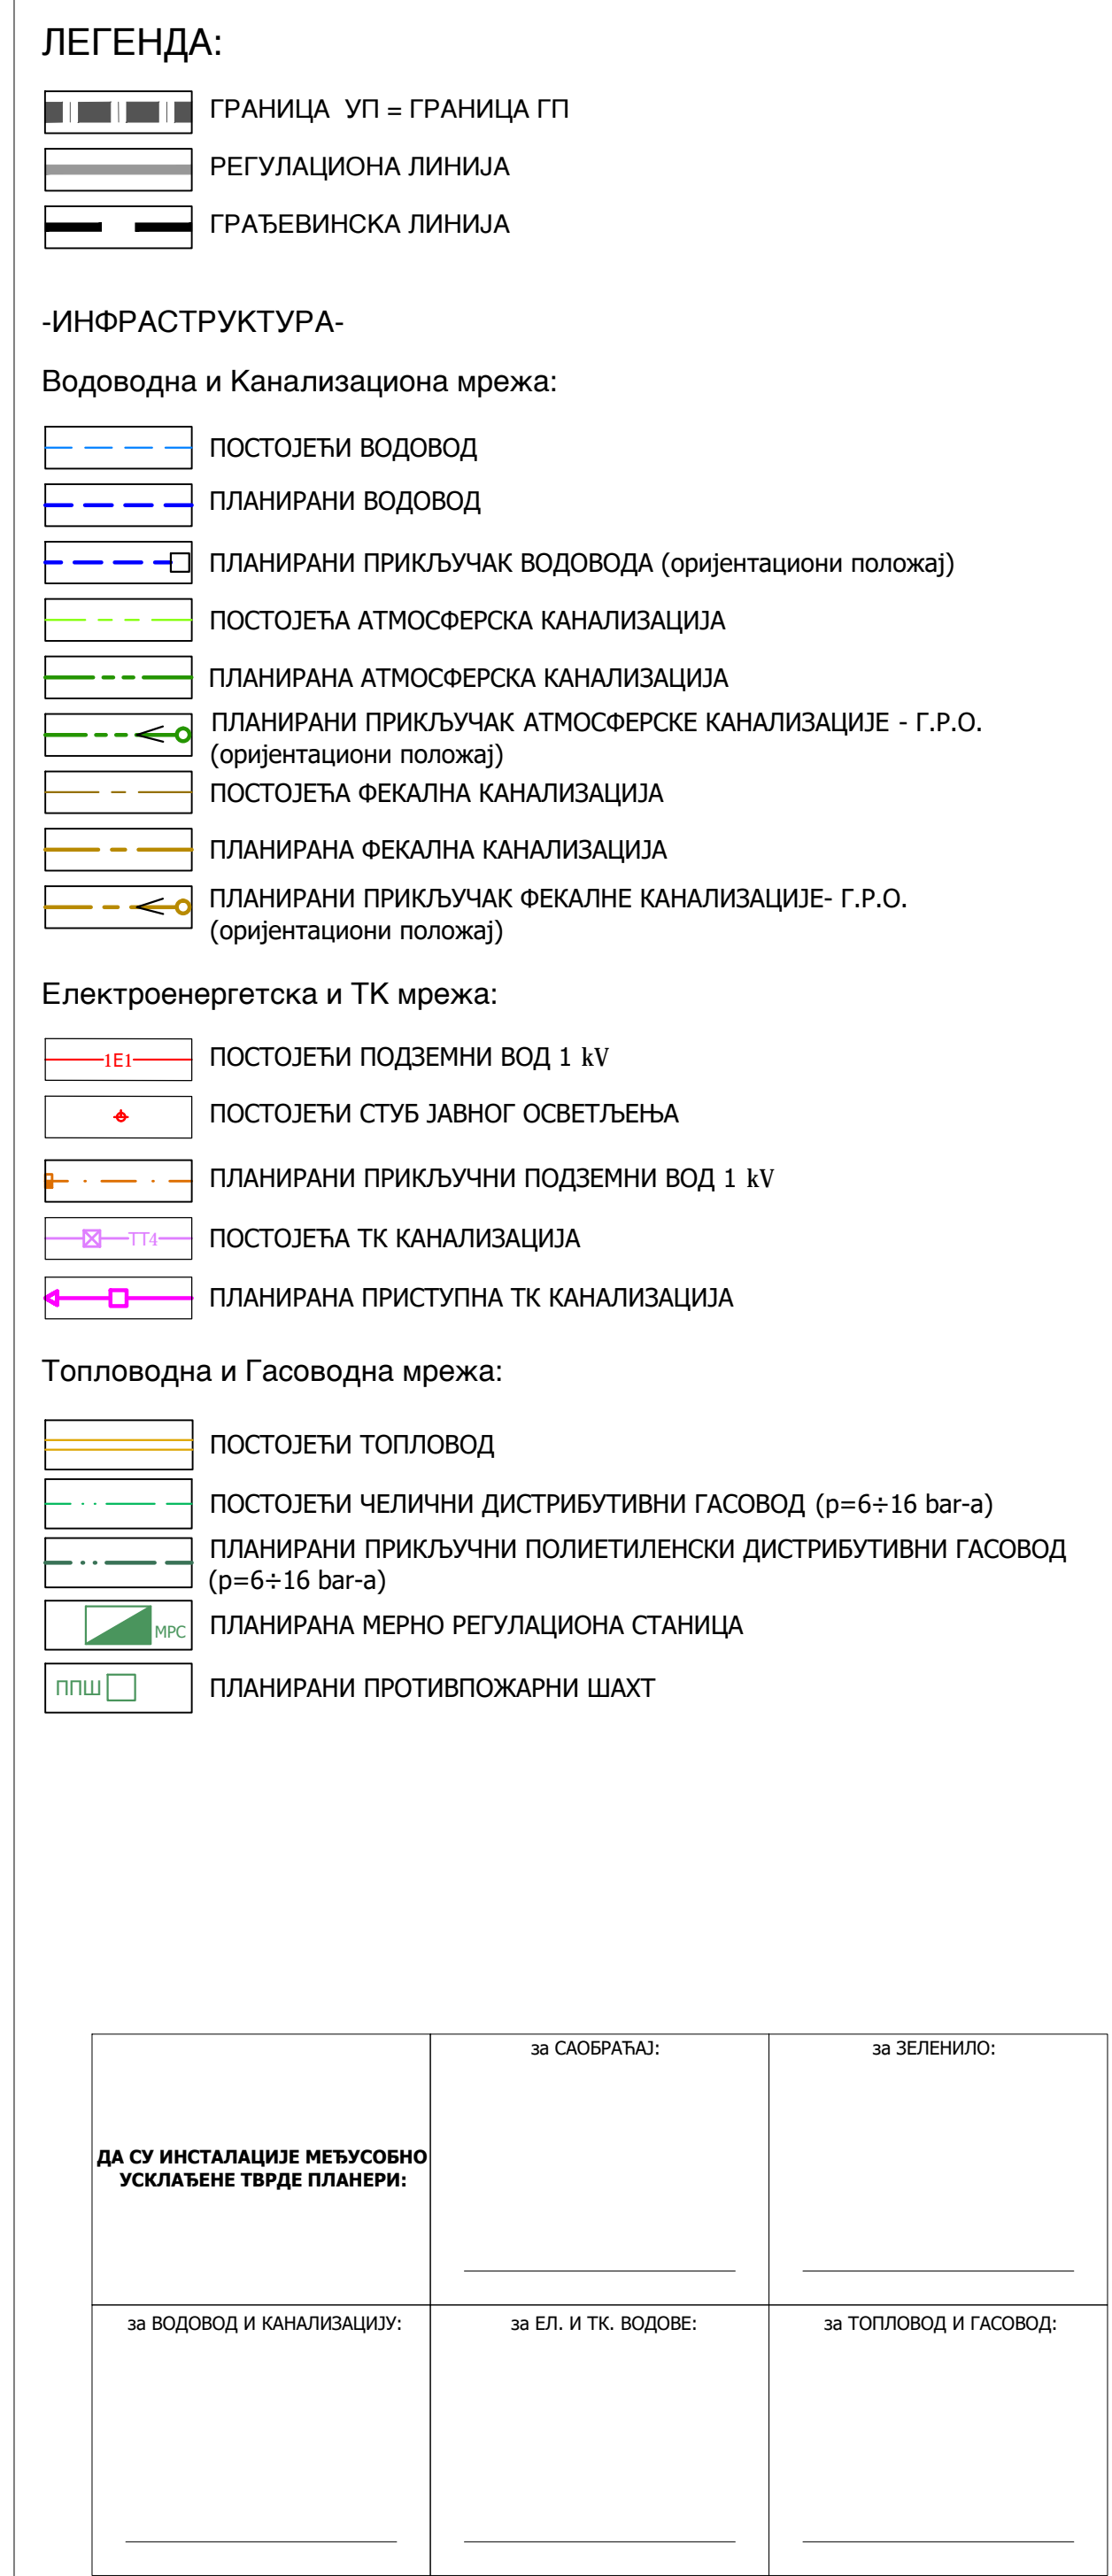 ЛЕГЕНДА:
ГРАНИЦА УП = ГРАНИЦА ГП
РЕГУЛАЦИОНА ЛИНИЈА
ГРАЂЕВИНСКА ЛИНИЈА
-ИНФРАСТРУКТУРА-
Водоводна и Канализациона мрежа:
ПОСТОЈЕЋИ ВОДОВОД
ПЛАНИРАНИ ВОДОВОД
ПЛАНИРАНИ ПРИКЉУЧАК ВОДОВОДА (оријентациони положај)
ПОСТОЈЕЋА АТМОСФЕРСКА КАНАЛИЗАЦИЈА
ПЛАНИРАНА АТМОСФЕРСКА КАНАЛИЗАЦИЈА
ПЛАНИРАНИ ПРИКЉУЧАК АТМОСФЕРСКЕ КАНАЛИЗАЦИЈЕ - Г.Р.О.
(оријентациони положај)
ПОСТОЈЕЋА ФЕКАЛНА КАНАЛИЗАЦИЈА
ПЛАНИРАНА ФЕКАЛНА КАНАЛИЗАЦИЈА
ПЛАНИРАНИ ПРИКЉУЧАК ФЕКАЛНЕ КАНАЛИЗАЦИЈЕ- Г.Р.О.
(оријентациони положај)
Електроенергетска и ТК мрежа:
1E1 ПОСТОЈЕЋИ ПОДЗЕМНИ ВОД 1 kV
ПОСТОЈЕЋИ СТУБ ЈАВНОГ ОСВЕТЉЕЊА
ПЛАНИРАНИ ПРИКЉУЧНИ ПОДЗЕМНИ ВОД 1 kV
ТТ4 ПОСТОЈЕЋА ТК КАНАЛИЗАЦИЈА
ПЛАНИРАНА ПРИСТУПНА ТК КАНАЛИЗАЦИЈА
Топловодна и Гасоводна мрежа:
ПОСТОЈЕЋИ ТОПЛОВОД
ПОСТОЈЕЋИ ЧЕЛИЧНИ ДИСТРИБУТИВНИ ГАСОВОД (p=6÷16 bar-a)
ПЛАНИРАНИ ПРИКЉУЧНИ ПОЛИЕТИЛЕНСКИ ДИСТРИБУТИВНИ ГАСОВОД
(p=6÷16 bar-a)
МРС ПЛАНИРАНА МЕРНО РЕГУЛАЦИОНА СТАНИЦА
ППШ ПЛАНИРАНИ ПРОТИВПОЖАРНИ ШАХТ
ДА СУ ИНСТАЛАЦИЈЕ МЕЂУСОБНО
УСКЛАЂЕНЕ ТВРДЕ ПЛАНЕРИ:
за САОБРАЋАЈ:
за ЗЕЛЕНИЛО:
за ВОДОВОД И КАНАЛИЗАЦИЈУ:
за ЕЛ. И ТК. ВОДОВЕ:
за ТОПЛОВОД И ГАСОВОД: